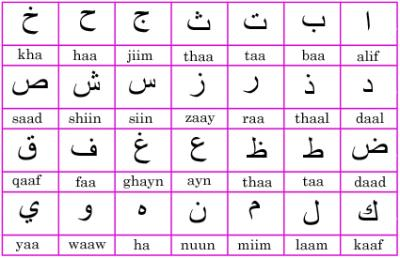 ا ب ت ث ج ح خ
alif baa taa thaa jiim haa kha
د ذ ر ز س ش ص
daal thaal raa zaay siin shiin saad
ض ط ظ ع غ ف ق
daad taa thaa ayn ghayn faa qaaf
ك ل م ن ه و ي
kaaf laam miim nuun ha waaw yaa